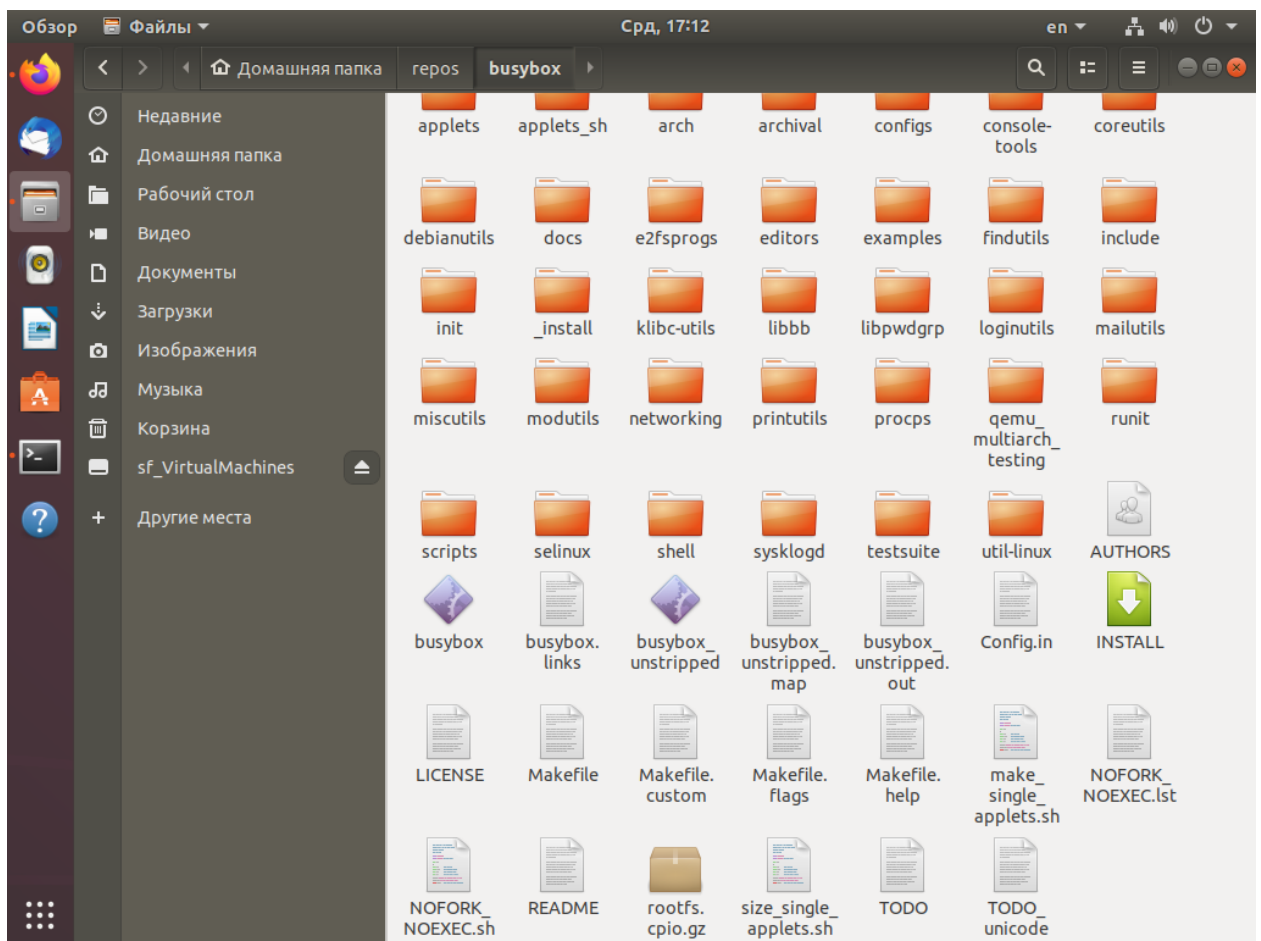 Обзор Файлы Срд, 17:12 en
Домашняя папка repos busybox
Недавние
Домашняя папка
Рабочий стол
Видео
Документы
Загрузки
Изображения
Музыка
Корзина
sf_VirtualMachines
Другие места
applets applets_sh arch archival configs console- coreutils
tools
debianutils docs e2fsprogs editors examples findutils include
init _install klibc-utils libbb libpwdgrp loginutils mailutils
miscutils modutils networking printutils procps qemu_ runit
multiarch_
testing
scripts selinux shell sysklogd testsuite util-linux AUTHORS
busybox busybox. busybox_ busybox_ busybox_ Config.in INSTALL
links unstripped unstripped. unstripped.
map out
LICENSE Makefile Makefile. Makefile. Makefile. make_ NOFORK_
custom flags help single_ NOEXEC.lst
applets.sh
NOFORK_ README rootfs. size_single_ TODO TODO_
NOEXEC.sh cpio.gz applets.sh unicode